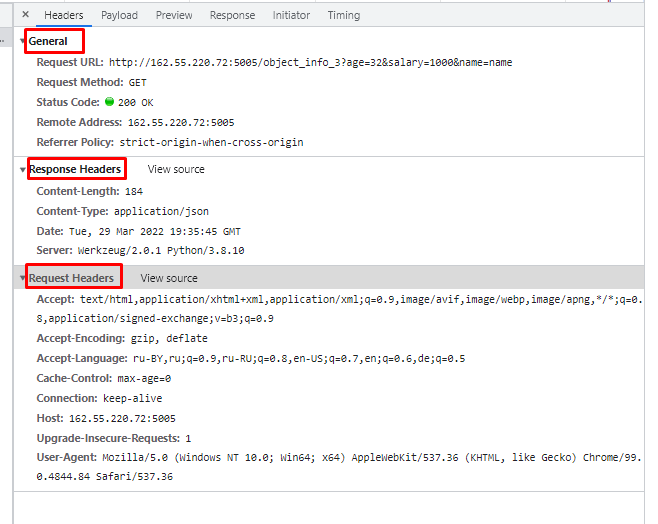 Headers Payload Preview Response Initiator Timing
General
Request URL: http://162.55.220.72:5005/object_info_3?age=32&salary=1000&name=name
Request Method: GET
Status Code: 200 OK
Remote Address: 162.55.220.72:5005
Referrer Policy: strict-origin-when-cross-origin
Response Headers View source
Content-Length: 184
Content-Type: application/json
Date: Tue, 29 Mar 2022 19:35:45 GMT
Server: Werkzeug/2.0.1 Python/3.8.10
Request Headers View source
Accept: text/html,application/xhtml+xml,application/xml;q=0.9,image/avif,image/webp,image/apng,*/*;q=0.
8,application/signed-exchange;v=b3;q=0.9
Accept-Encoding: gzip, deflate
Accept-Language: ru-BY,ru;q=0.9,ru-RU;q=0.8,en-US;q=0.7,en;q=0.6,de;q=0.5
Cache-Control: max-age=0
Connection: keep-alive
Host: 162.55.220.72:5005
Upgrade-Insecure-Requests: 1
User-Agent: Mozilla/5.0 (Windows NT 10.0; Win64; x64) AppleWebKit/537.36 (KHTML, like Gecko) Chrome/99.
0.4844.84 Safari/537.36